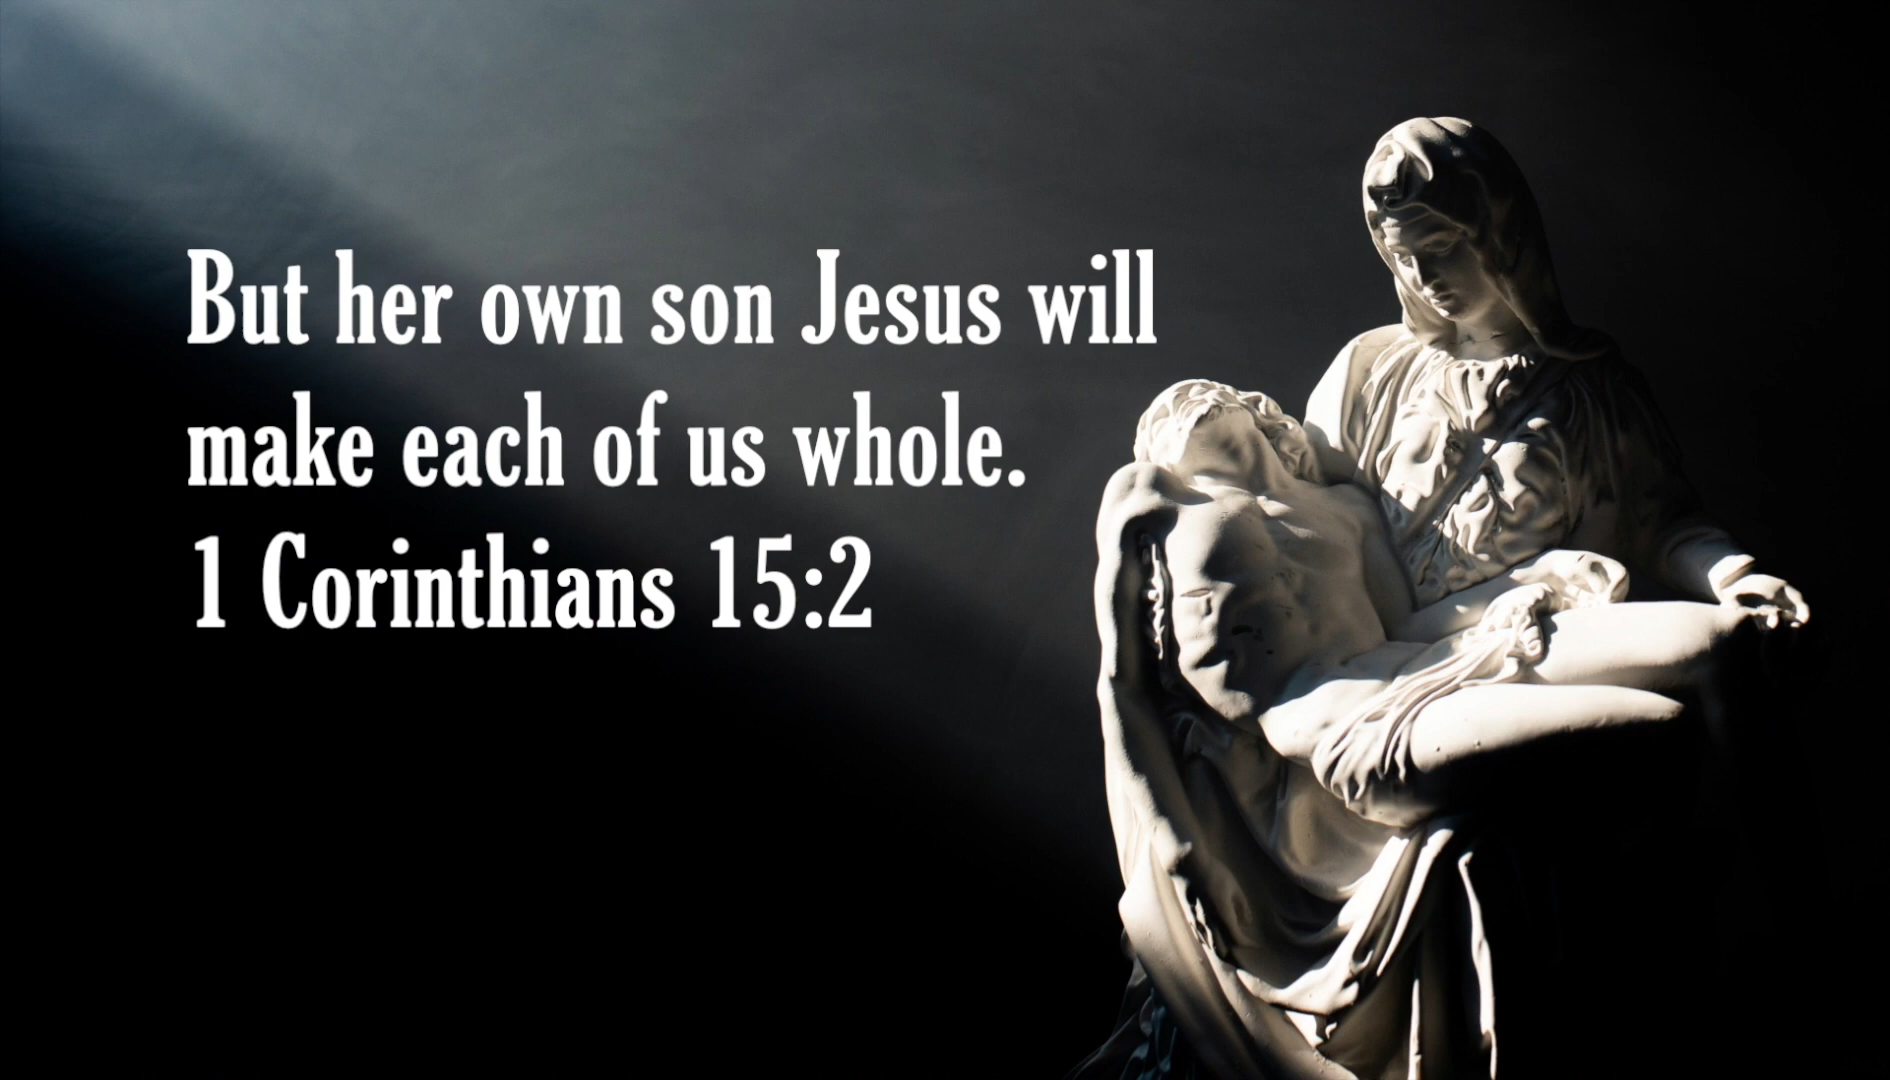 But her own son Jesus will
make each of us whole.
1 Corinthians 15:2